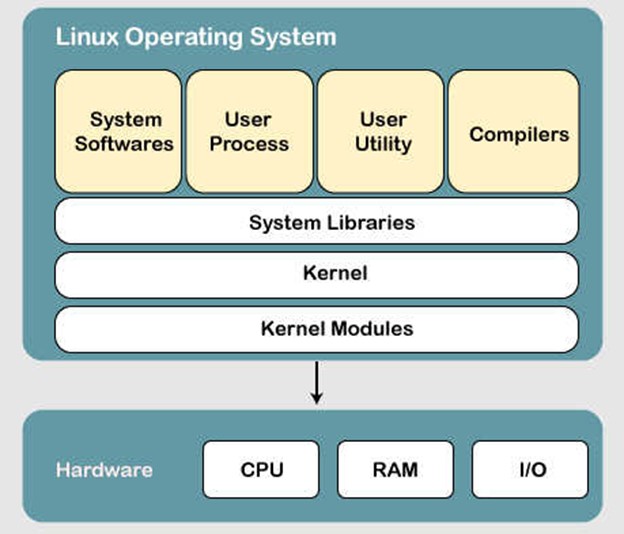 Linux Operating System
System
Softwares
User
Process
User
Utility
Compilers
System Libraries
Kernel
Kernel Modules
Hardware
CPU
RAM
I/O